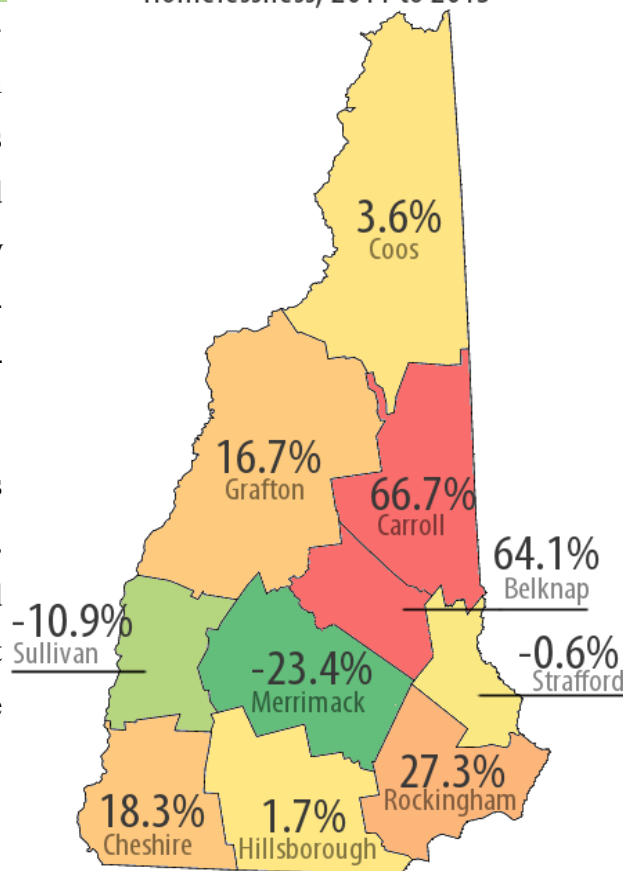 3.6%
Coos
16.7%
Grafton
66.7%
Carroll
64.1%
Belknap
-10.9%
Sullivan
-0.6%
Strafford
-23.4%
Merrimack
27.3%
Rockingham
18.3%
Cheshire
1.7%
Hillsborough